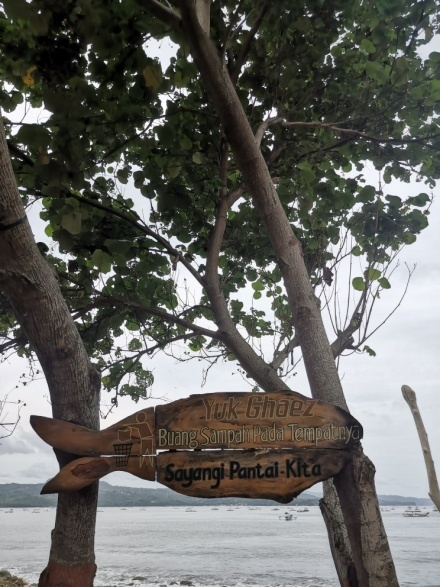 Yuk Ghaez
Buang Sampah Pada Tempatnya
Sayangi Pantai KIta